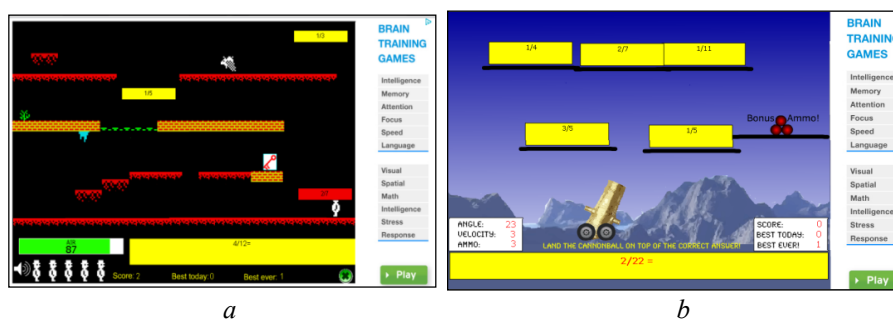 1/3
1/5
AIR
87
4/12=
Score: 2 Best today:0 Best ever: 1
BRAIN
TRAINING
GAMES
Intelligence
Memory
Attention
Focus
Speed
Language
Visual
Spatial
Math
Intelligence
Stress
Response
Play
a
1/4
2/7
1/11
3/5
1/5
Bonus Ammo!
ANGLE: 23
VELOCITY: 3
AMMO: 3
LAND THE CANNONBALL ON TOP OF THE CORRECT ANSWER!
SCORE: 0
BEST TODAY: 0
BEST EVER! 1
2/22 =
BRAIN
TRAINING
GAMES
Intelligence
Memory
Attention
Focus
Speed
Language
Visual
Spatial
Math
Intelligence
Stress
Response
Play
b